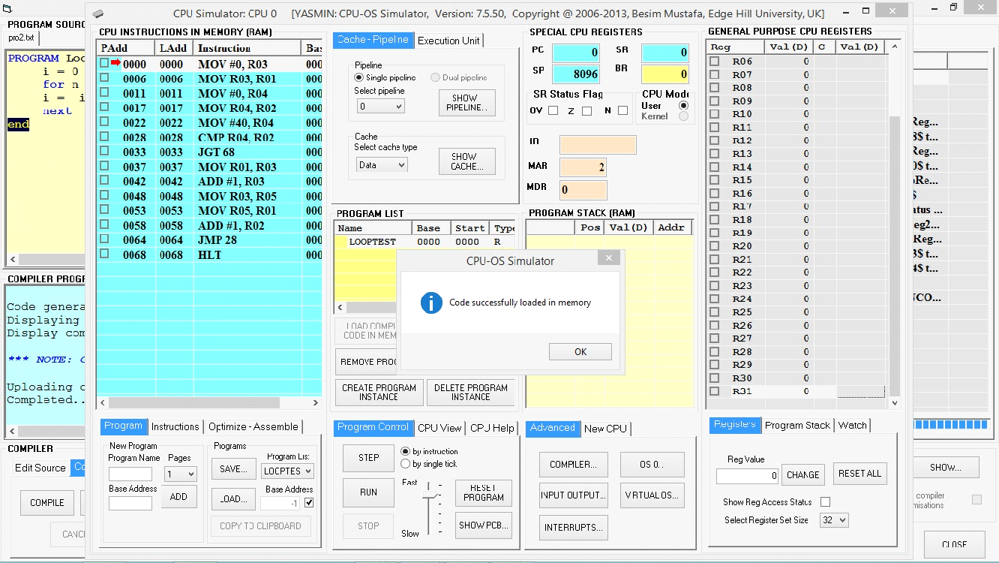 CPU Simulator: CPU 0 [YASMIN: CPU-OS Simulator, Version: 7.5.50, Copyright @ 2006-2013, Besim Mustafa, Edge Hill University, UK]
PROGRAM SOURC
pro2.txt
PROGRAM Loo
i = 0
for n
i = i
next
end
COMPILER PROGR
Code genera
Displaying
Display com
*** NOTE: C
Uploading c
Completed..
COMPILER
Edit Source
Co
COMPILE
CANC
CPU INSTRUCTIONS IN MEMORY (RAM)
PAdd LAdd Instruction Bas
0000 0000 MOV #0, R03 000
0006 0006 MOV R03, R01 000
0011 0011 MOV #0, R04 000
0017 0017 MOV R04, R02 000
0022 0022 MOV #40, R04 000
0028 0028 CMP R04, R02 000
0033 0033 JGT 68 000
0037 0037 MOV R01, R03 000
0042 0042 ADD #1, R03 000
0048 0048 MOV R03, R05 000
0053 0053 MOV R05, R01 000
0058 0058 ADD #1, R02 000
0064 0064 JMP 28 000
0068 0068 HLT 000
Program Instructions Optimize - Assemble
New Program
Program Name Pages
1
Base Address
ADD
Programs
SAVE...
Program List
LOOPTES
LOAD...
Base Address
-1
COPY TO CLIPBOARD
Cache - Pipeline Execution Unit
Pipeline
Single pipeline Dual pipeline
Select pipeline
0
SHOW
PIPELINE..
Cache
Select cache type
Data
SHOW
CACHE...
PROGRAM LIST
Name Base Start Type
LOOPTEST 0000 0000 R
LOAD COMPI
CODE IN MEM
REMOVE PRO
CREATE PROGRAM
INSTANCE
DELETE PROGRAM
INSTANCE
Program Control CPU View CPU Help
STEP
by instruction
by single tick
RUN
STOP
Fast
Slow
RESET
PROGRAM
SHOW PCB...
SPECIAL CPU REGISTERS
PC 0 SR 0
SP 8096 BR 0
SR Status Flag
OV Z N
CPU Mode
User
Kernel
IR
MAR 2
MDR 0
PROGRAM STACK (RAM)
Pos Val(D) Addr
CPU-OS Simulator
Code successfully loaded in memory
OK
Advanced New CPU
COMPILER... OS 0...
INPUT OUTPUT... VIRTUAL OS...
INTERRUPTS...
GENERAL PURPOSE CPU REGISTERS
Reg Val (D) C Val (D)
R06 0
R07 0
R08 0
R09 0
R10 0
R11 0
R12 0
R13 0
R14 0
R15 0
R16 0
R17 0
R18 0
R19 0
R20 0
R21 0
R22 0
R23 0
R24 0
R25 0
R26 0
R27 0
R28 0
R29 0
R30 0
R31 0
Registers Program Stack Watch
Reg Value
0
CHANGE
RESET ALL
Show Reg Access Status
Select Register Set Size 32
Reg...
3$ t...
Reg...
0$ t...
Re...
$
atus ...
eg2...
Reg...
3$ t...
4$ t...
NCO...
SHOW...
compiler
misations
CLOSE